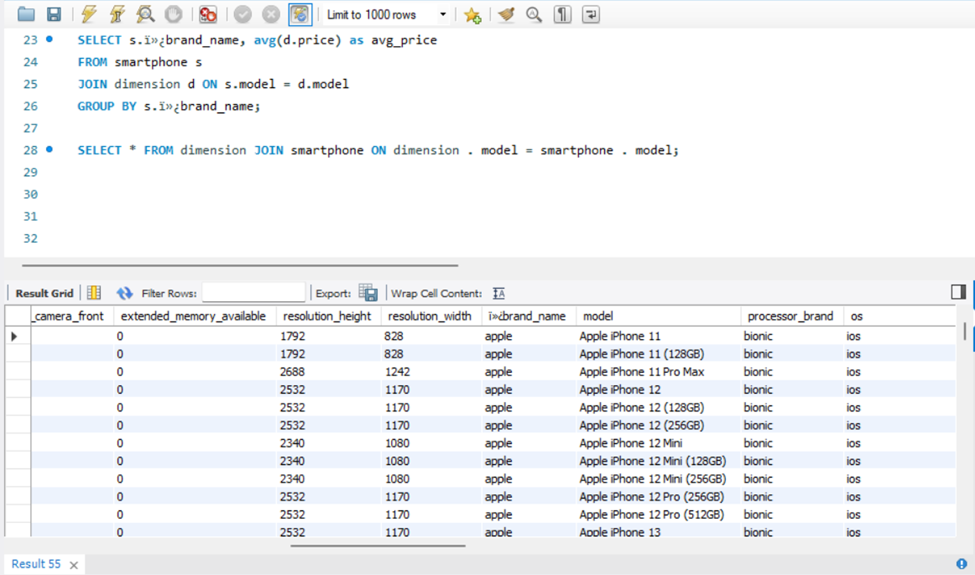 Limit to 1000 rows
23 SELECT s.ï»¿brand_name, avg(d.price) as avg_price
24 FROM smartphone s
25 JOIN dimension d ON s.model = d.model
26 GROUP BY s.ï»¿brand_name;
27
28 SELECT * FROM dimension JOIN smartphone ON dimension . model = smartphone . model;
29
30
31
32
Result Grid Filter Rows: Export: Wrap Cell Content: IA
_camera_front extended_memory_available resolution_height resolution_width ï»¿brand_name model processor_brand os
0 1792 828 apple Apple iPhone 11 bionic ios
0 1792 828 apple Apple iPhone 11 (128GB) bionic ios
0 2688 1242 apple Apple iPhone 11 Pro Max bionic ios
0 2532 1170 apple Apple iPhone 12 bionic ios
0 2532 1170 apple Apple iPhone 12 (128GB) bionic ios
0 2532 1170 apple Apple iPhone 12 (256GB) bionic ios
0 2340 1080 apple Apple iPhone 12 Mini bionic ios
0 2340 1080 apple Apple iPhone 12 Mini (128GB) bionic ios
0 2340 1080 apple Apple iPhone 12 Mini (256GB) bionic ios
0 2532 1170 apple Apple iPhone 12 Pro (256GB) bionic ios
0 2532 1170 apple Apple iPhone 12 Pro (512GB) bionic ios
0 2532 1170 apple Apple iPhone 13 bionic ios
Result 55